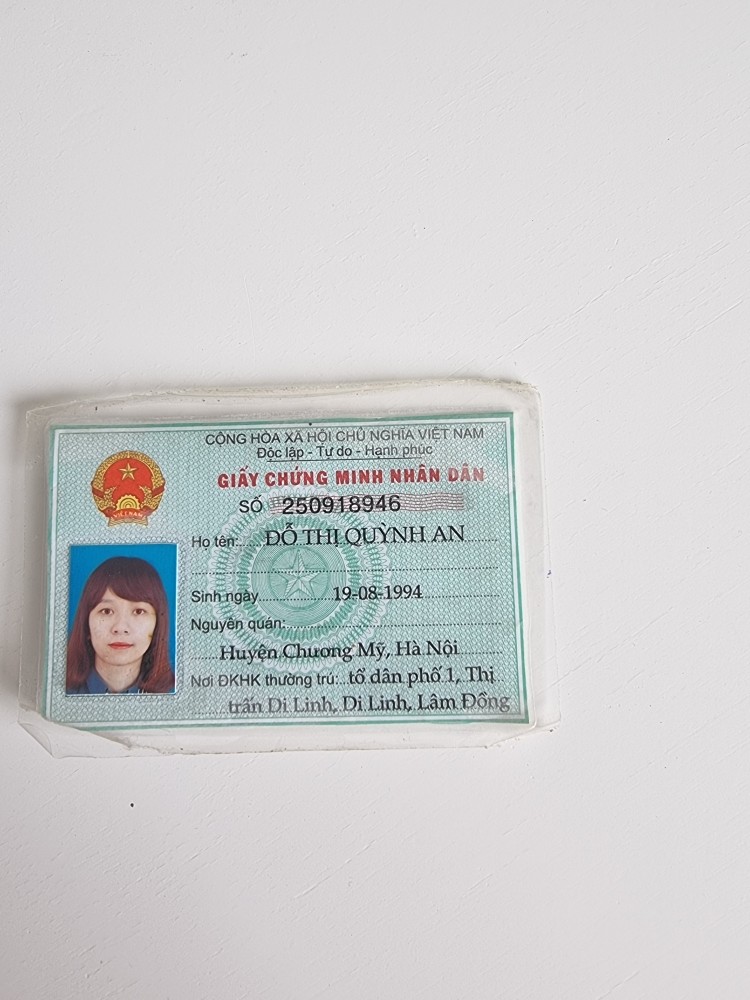 CỘNG HÒA XÃ HỘI CHỦ NGHĨA VIỆT NAM
Độc lập - Tự do - Hạnh phúc
GIẤY CHỨNG MINH NHÂN DÂN
SỐ 250918946
VIỆT NAM
Họ tên: ĐỖ THỊ QUỲNH AN
Sinh ngày 19-08-1994
Nguyên quán:
Huyện Chương Mỹ, Hà Nội
Nơi ĐKHK thường trú: tổ dân phố 1, Thị
trấn Di Linh, Di Linh, Lâm Đồng